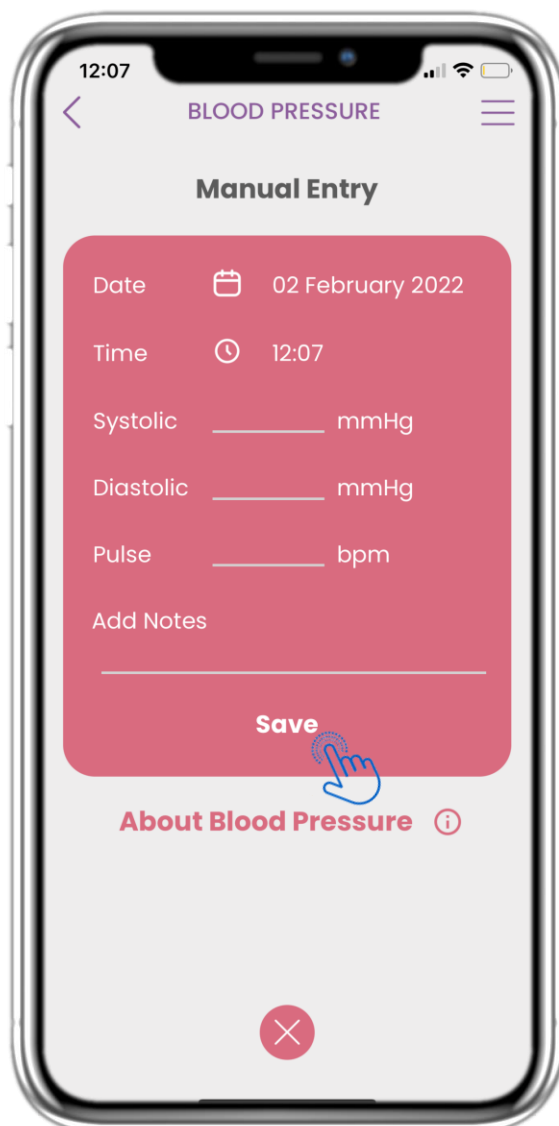 12:07
BLOOD PRESSURE
Manual Entry
Date 02 February 2022
Time 12:07
Systolic mmHg
Diastolic mmHg
Pulse bpm
Add Notes
Save
About Blood Pressure